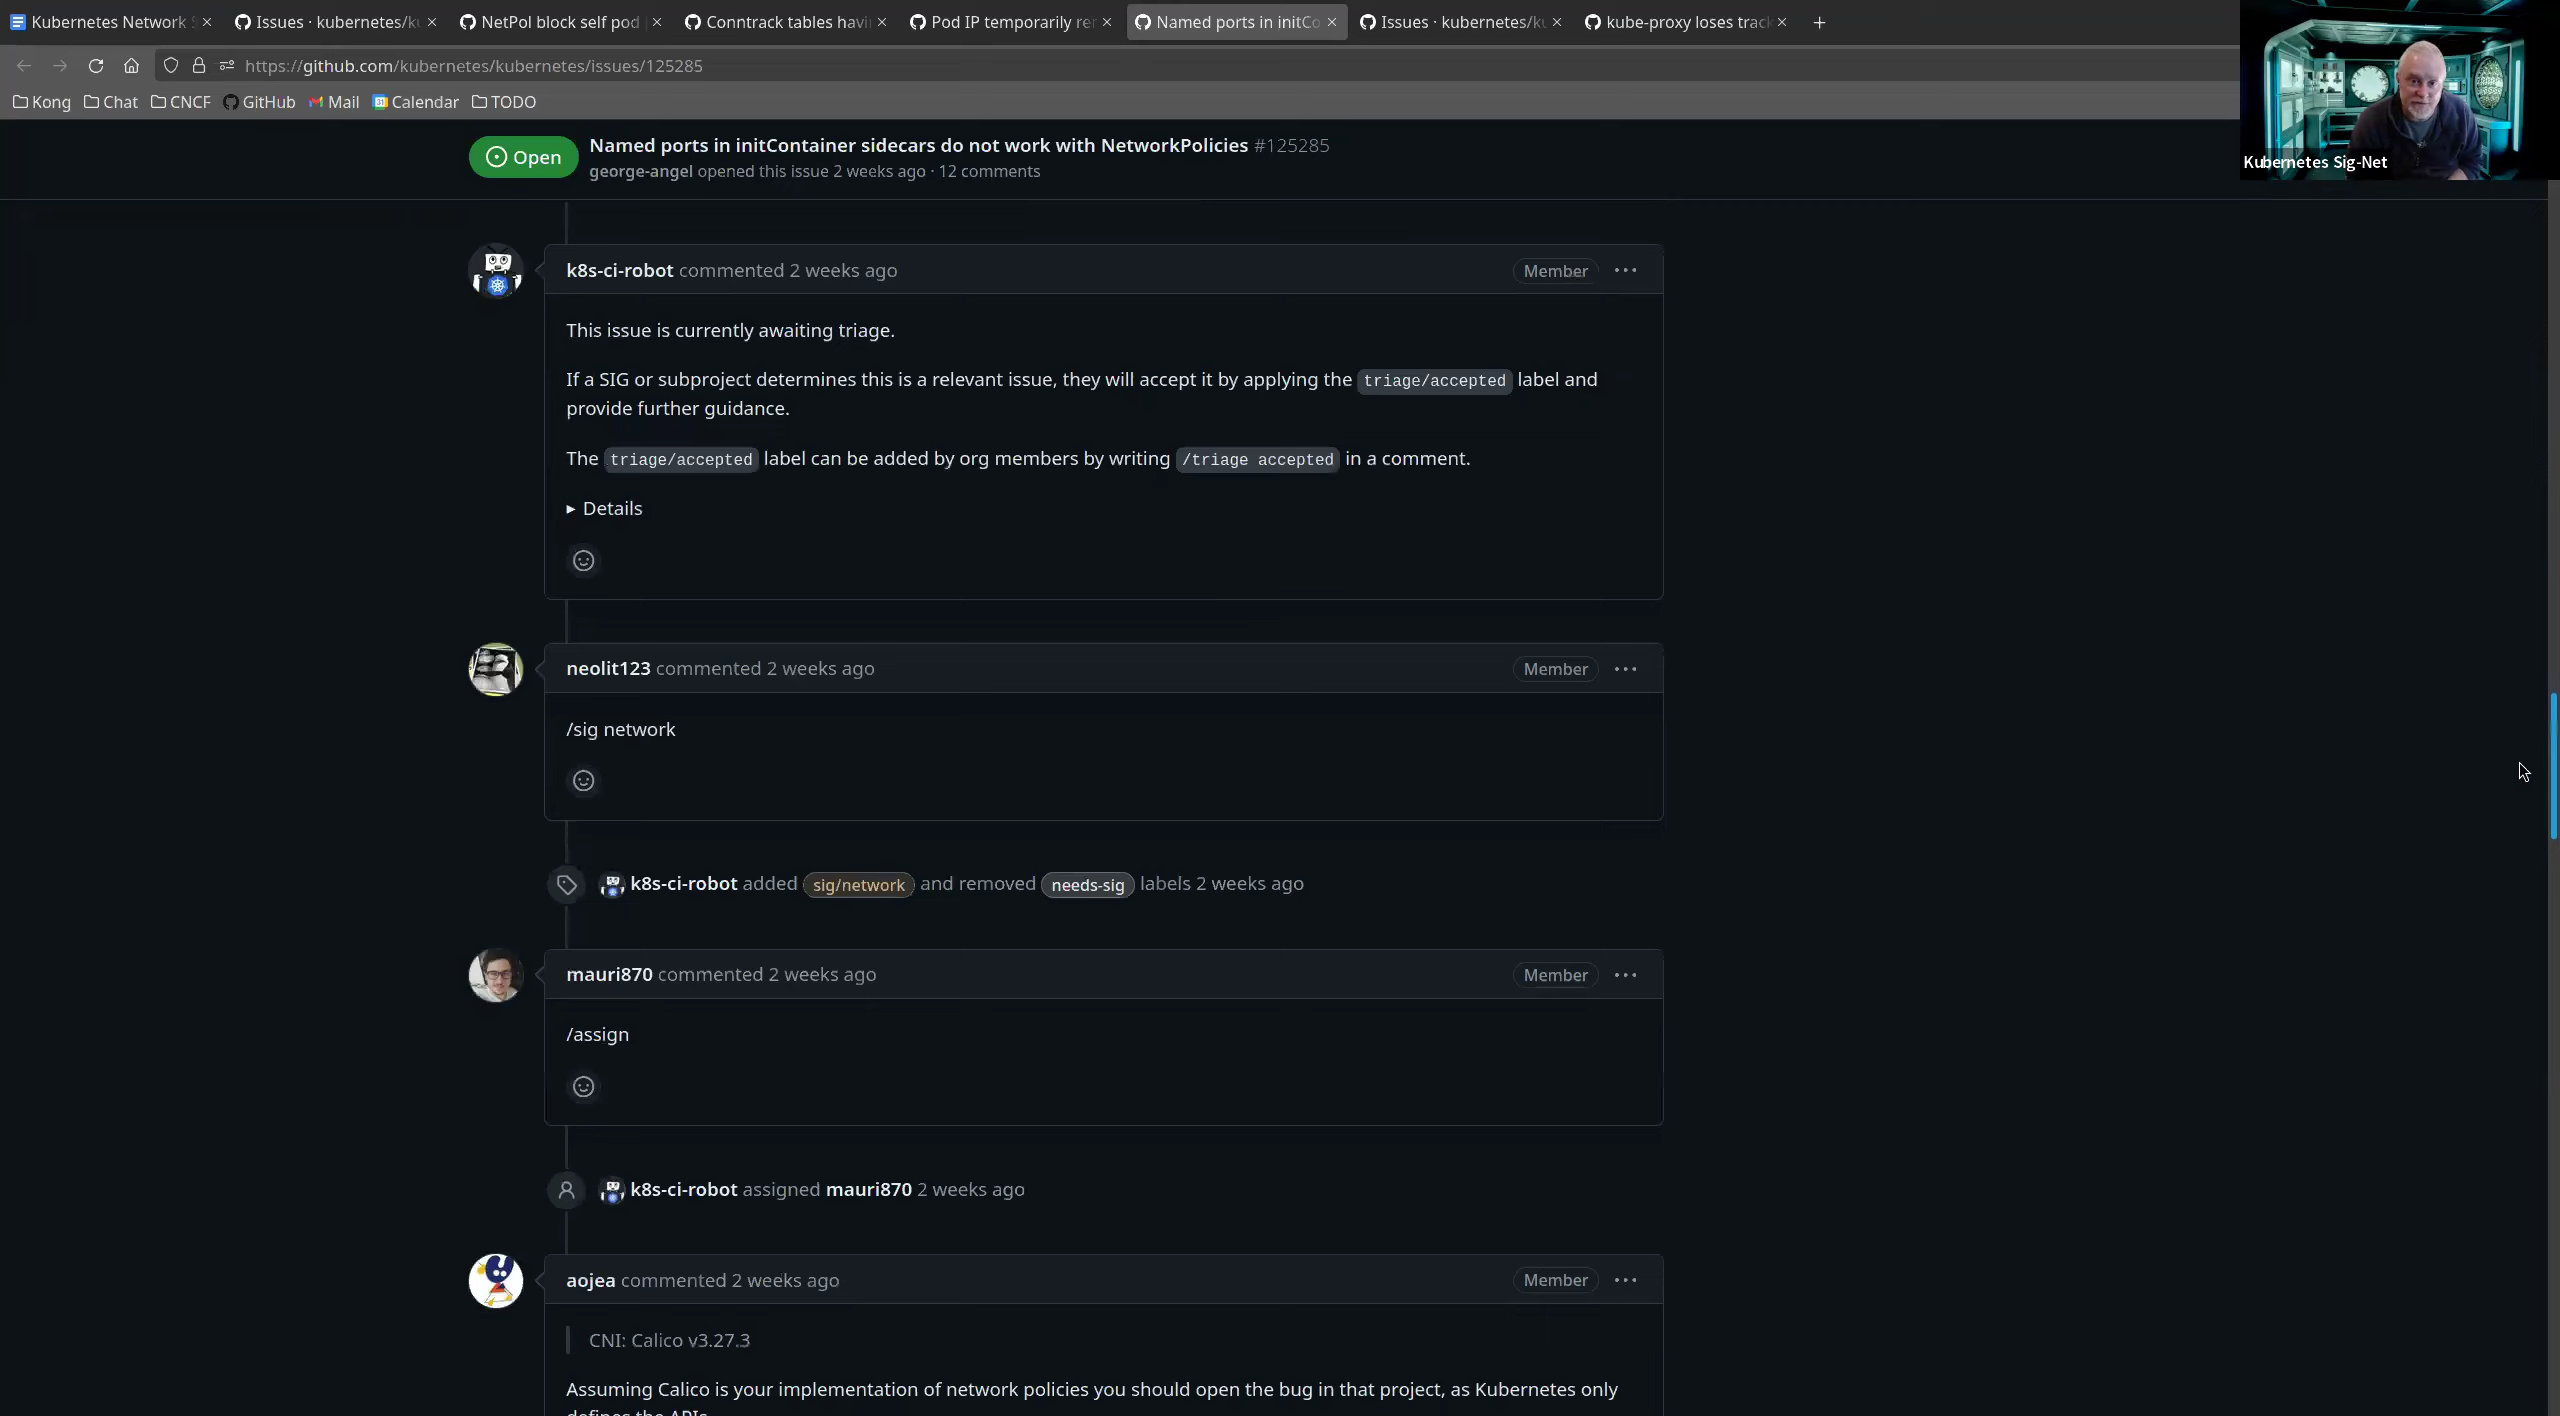 Kubernetes Network
Issues · kubernetes/ku
NetPol block self pod
Conntrack tables havi
Pod IP temporarily re
Named ports in initCo
Issues · kubernetes/ku
kube-proxy loses track
https://github.com/kubernetes/kubernetes/issues/125285
Kong Chat CNCF GitHub Mail Calendar TODO
Kubernetes Sig-Net
Open
Named ports in initContainer sidecars do not work with NetworkPolicies #125285
george-angel opened this issue 2 weeks ago · 12 comments
k8s-ci-robot commented 2 weeks ago Member
This issue is currently awaiting triage.
If a SIG or subproject determines this is a relevant issue, they will accept it by applying the triage/accepted label and
provide further guidance.
The triage/accepted label can be added by org members by writing /triage accepted in a comment.
Details
neolit123 commented 2 weeks ago Member
/sig network
k8s-ci-robot added sig/network and removed needs-sig labels 2 weeks ago
mauri870 commented 2 weeks ago Member
/assign
k8s-ci-robot assigned mauri870 2 weeks ago
aojea commented 2 weeks ago Member
CNI: Calico v3.27.3
Assuming Calico is your implementation of network policies you should open the bug in that project, as Kubernetes only
defines the APIs